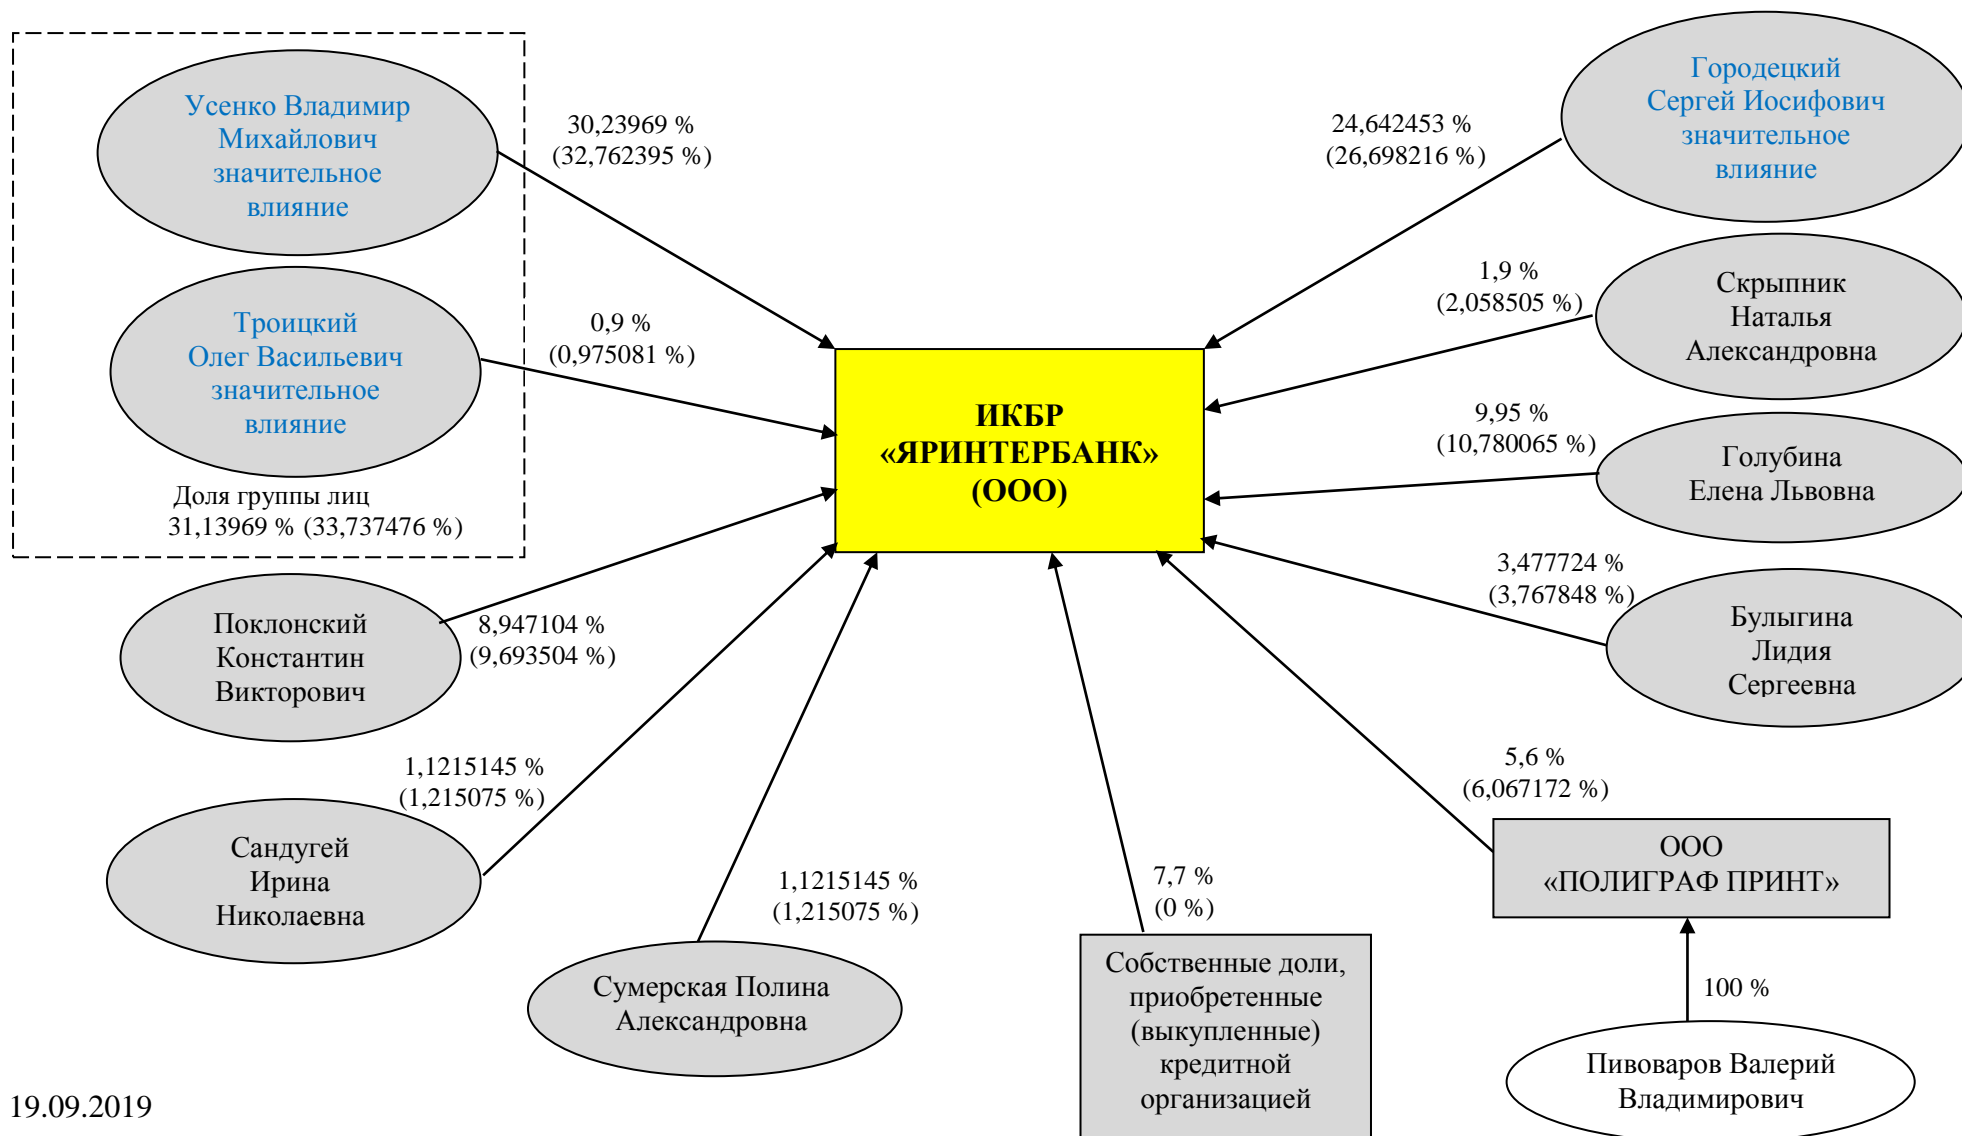 Усенко Владимир
Михайлович
значительное
влияние
30,23969 %
(32,762395 %)
Троицкий
Олег Васильевич
значительное
влияние
0,9 %
(0,975081 %)
Доля группы лиц
31,13969 % (33,737476 %)
Городецкий
Сергей Иосифович
значительное
влияние
24,642453 %
(26,698216 %)
Скрыпник
Наталья
Александровна
1,9 %
(2,058505 %)
ИКБР
«ЯРИНТЕРБАНК»
(ООО)
Голубина
Елена Львовна
9,95 %
(10,780065 %)
Булыгина
Лидия
Сергеевна
3,477724 %
(3,767848 %)
Поклонский
Константин
Викторович
8,947104 %
(9,693504 %)
Сандугей
Ирина
Николаевна
1,1215145 %
(1,215075 %)
Сумерская Полина
Александровна
1,1215145 %
(1,215075 %)
7,7 %
(0 %)
Собственные доли,
приобретенные
(выкупленные)
кредитной
организацией
5,6 %
(6,067172 %)
ООО
«ПОЛИГРАФ ПРИНТ»
100 %
Пивоваров Валерий
Владимирович
19.09.2019